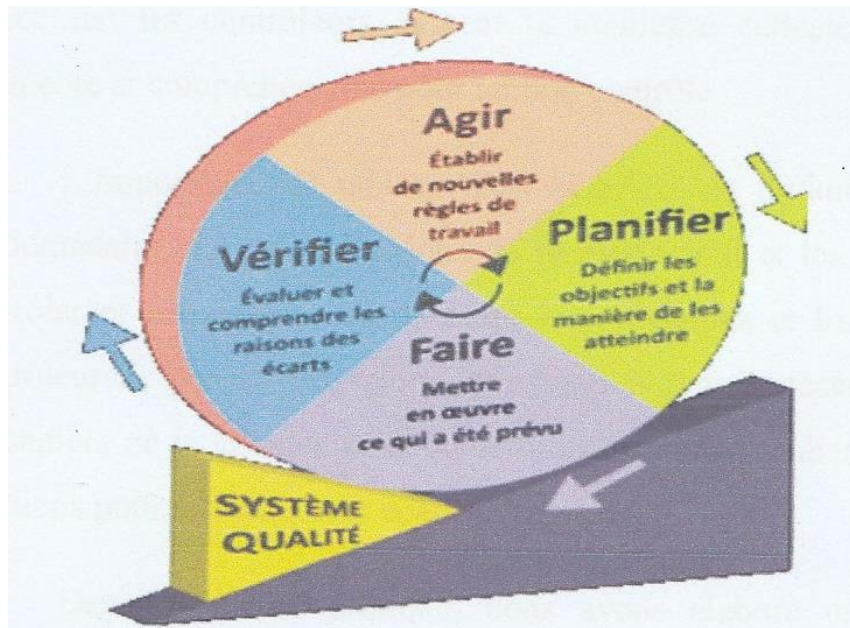 Agir
Établir
de nouvelles
règles de
travail
Planifier
Définir les
objectifs et la
manière de les
atteindre
Faire
Mettre
en œuvre
ce qui a été prévu
Vérifier
Évaluer et
comprendre les
raisons des
écarts
SYSTÈME
QUALITÉ